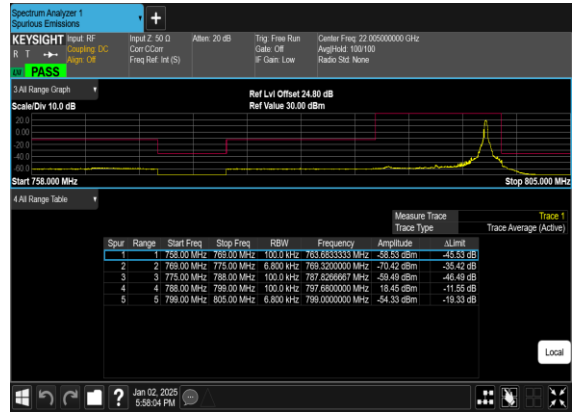 Spectrum Analyzer 1
Spurious Emissions
KEYSIGHT Input: RF Input Z: 50 Ω Atten: 20 dB Trig: Free Run Center Freq: 22.005000000 GHz
R T Coupling: DC Corr CCorr Gate: Off Avg|Hold: 100/100
Align: Off Freq Ref: Int (S) IF Gain: Low Radio Std: None
PASS
3 All Range Graph
Ref Lvl Offset 24.80 dB
Scale/Div 10.0 dB Ref Value 30.00 dBm
20.0
0.00
-20.0
-40.0
-60.0
Start 758.000 MHz Stop 805.000 MHz
4 All Range Table
Measure Trace Trace 1
Trace Type Trace Average (Active)
Spur Range Start Freq Stop Freq RBW Frequency Amplitude ΔLimit
1 1 758.00 MHz 769.00 MHz 100.0 kHz 763.6833333 MHz -58.53 dBm -45.53 dB
2 2 769.00 MHz 775.00 MHz 6.800 kHz 769.3200000 MHz -70.42 dBm -35.42 dB
3 3 775.00 MHz 788.00 MHz 100.0 kHz 787.8266667 MHz -59.49 dBm -46.49 dB
4 4 788.00 MHz 799.00 MHz 100.0 kHz 797.6800000 MHz 18.45 dBm -11.55 dB
5 5 799.00 MHz 805.00 MHz 6.800 kHz 799.0000000 MHz -54.33 dBm -19.33 dB
Local
Jan 02, 2025
5:58:04 PM